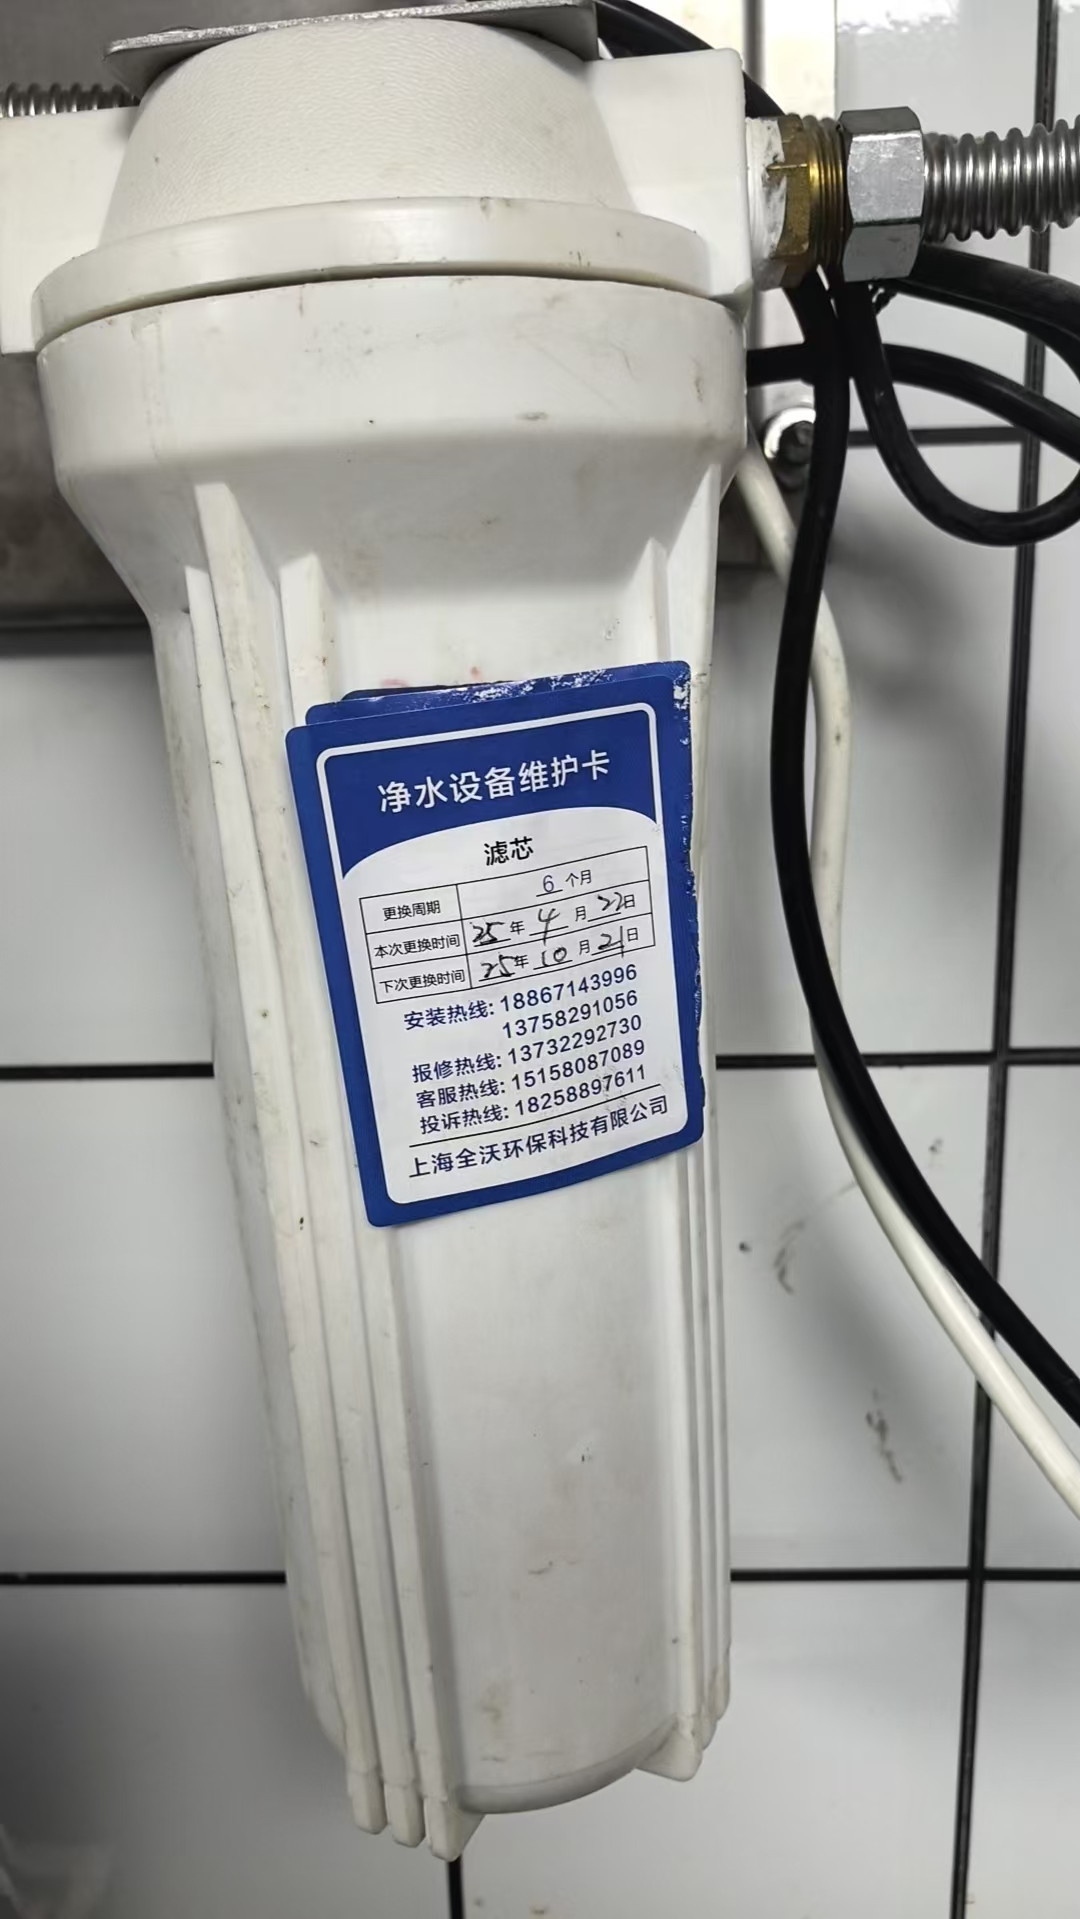 净水设备维护卡
滤芯
更换周期 6 个月
本次更换时间 25 年 4 月 22 日
下次更换时间 25 年 10 月 21 日
安装热线: 18867143996
13758291056
报修热线: 13732292730
客服热线: 15158087089
投诉热线: 18258897611
上海全沃环保科技有限公司